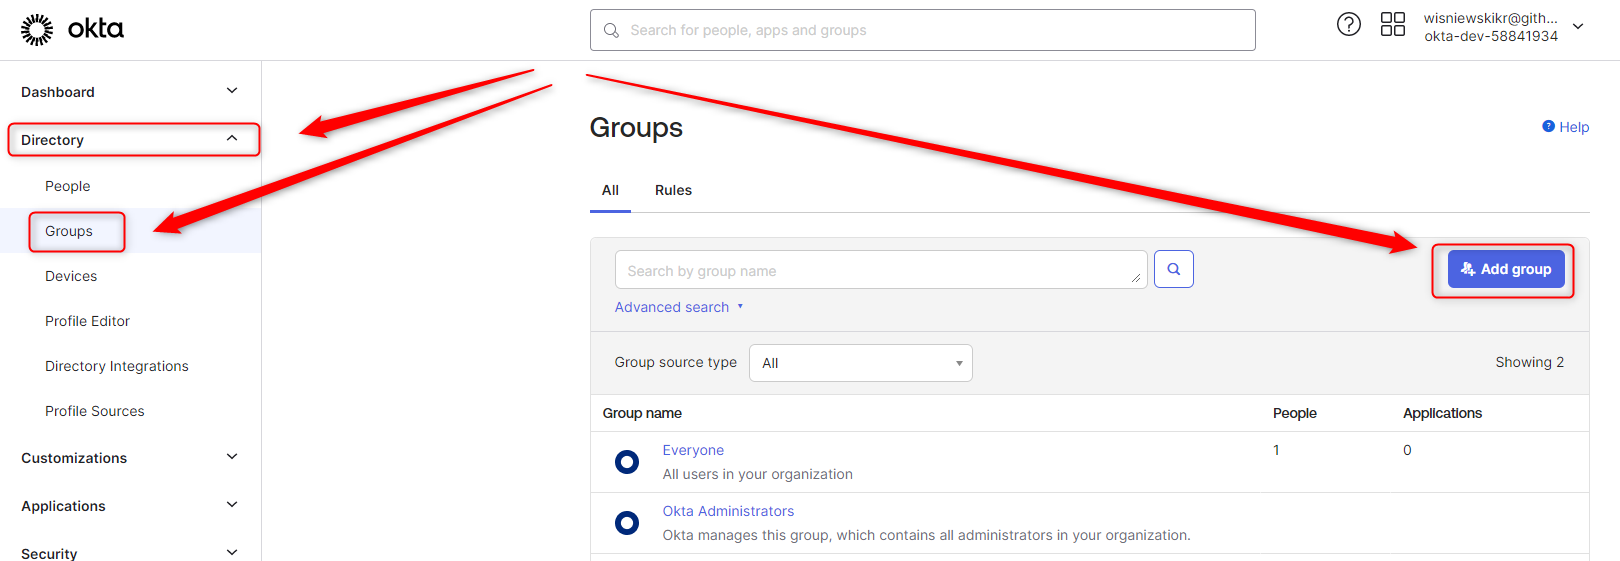 okta
Search for people, apps and groups
wisniewskikr@gith...
okta-dev-58841934
Dashboard
Directory
People
Groups
Devices
Profile Editor
Directory Integrations
Profile Sources
Customizations
Applications
Security
Groups
Help
All
Rules
Search by group name
Add group
Advanced search
Group source type
All
Showing 2
Group name
People
Applications
Everyone
1
0
All users in your organization
Okta Administrators
Okta manages this group, which contains all administrators in your organization.